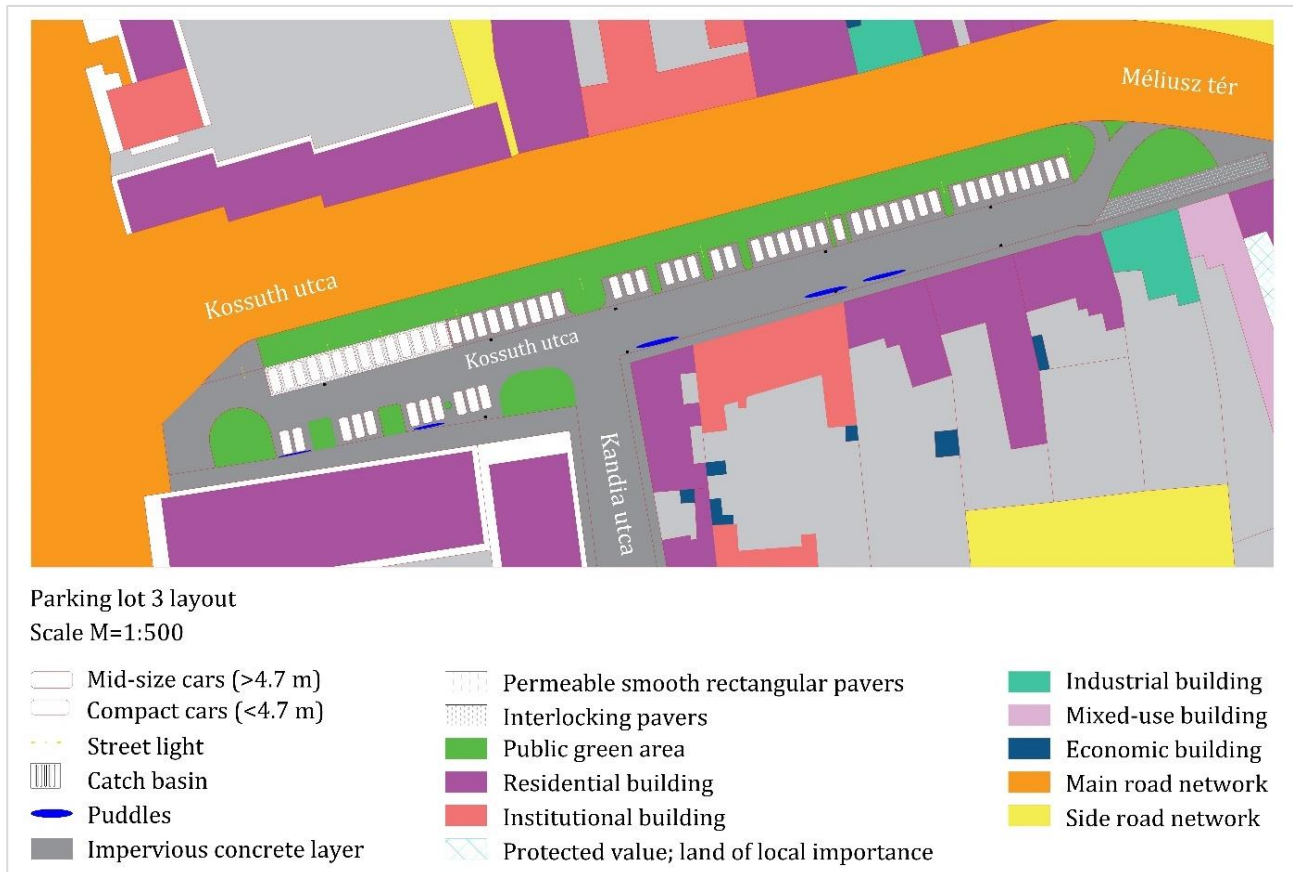 Méliusz tér
Kossuth utca
Kossuth utca
Kandia utca
Parking lot 3 layout
Scale M=1:500
Mid-size cars (>4.7 m)
Compact cars (<4.7 m)
Street light
Catch basin
Puddles
Impervious concrete layer
Permeable smooth rectangular pavers
Interlocking pavers
Public green area
Residential building
Institutional building
Protected value; land of local importance
Industrial building
Mixed-use building
Economic building
Main road network
Side road network